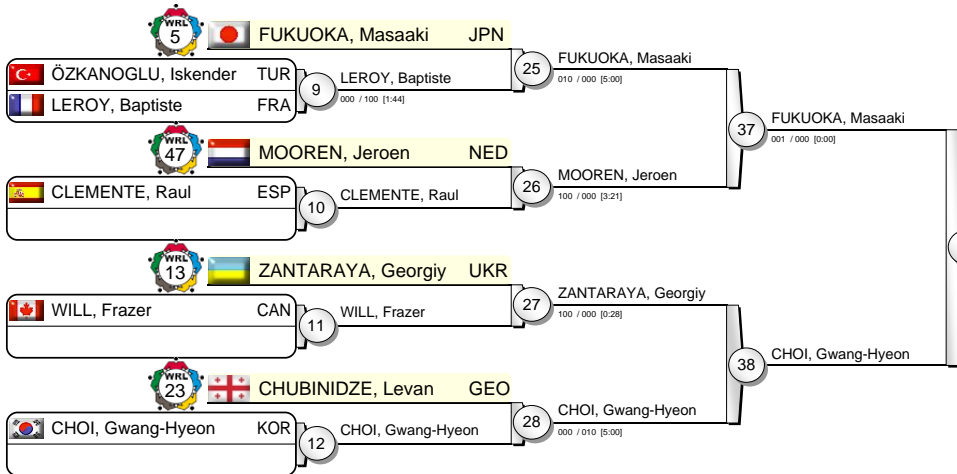 WRL
5
FUKUOKA, Masaaki JPN
ÖZKANOGLU, Iskender TUR
LEROY, Baptiste FRA
9
LEROY, Baptiste
000 / 100 [1:44]
25
FUKUOKA, Masaaki
010 / 000 [5:00]
WRL
47
MOOREN, Jeroen NED
CLEMENTE, Raul ESP
10
CLEMENTE, Raul
26
MOOREN, Jeroen
100 / 000 [3:21]
37
FUKUOKA, Masaaki
001 / 000 [0:00]
WRL
13
ZANTARAYA, Georgiy UKR
WILL, Frazer CAN
11
WILL, Frazer
27
ZANTARAYA, Georgiy
100 / 000 [0:28]
WRL
23
CHUBINIDZE, Levan GEO
CHOI, Gwang-Hyeon KOR
12
CHOI, Gwang-Hyeon
28
CHOI, Gwang-Hyeon
000 / 010 [5:00]
38
CHOI, Gwang-Hyeon